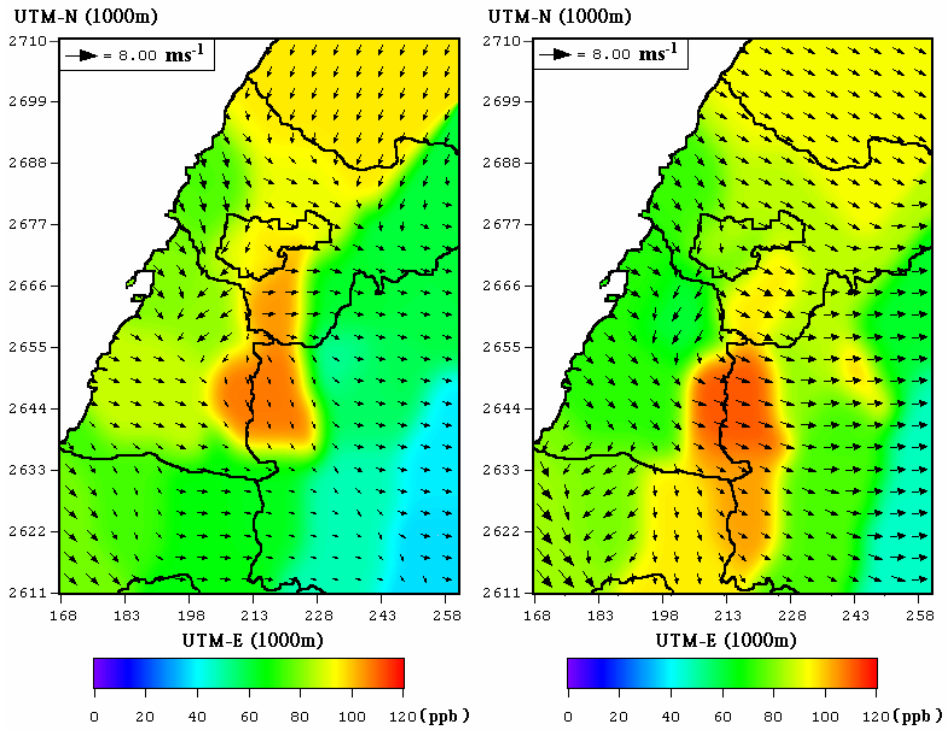 UTM-N (1000m)
= 8.00 ms-1
2710
2699
2688
2677
2666
2655
2644
2633
2622
2611
168 183 198 213 228 243 258
UTM-E (1000m)
0 20 40 60 80 100 120 (ppb)
UTM-N (1000m)
= 8.00 ms-1
2710
2699
2688
2677
2666
2655
2644
2633
2622
2611
168 183 198 213 228 243 258
UTM-E (1000m)
0 20 40 60 80 100 120 (ppb)